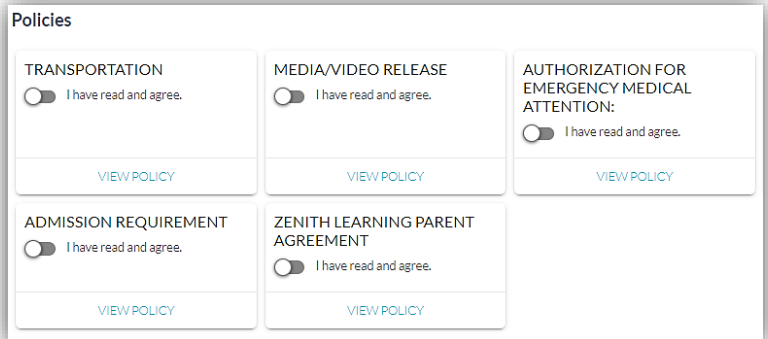 Policies
TRANSPORTATION
I have read and agree.
VIEW POLICY
MEDIA/VIDEO RELEASE
I have read and agree.
VIEW POLICY
AUTHORIZATION FOR
EMERGENCY MEDICAL
ATTENTION:
I have read and agree.
VIEW POLICY
ADMISSION REQUIREMENT
I have read and agree.
VIEW POLICY
ZENITH LEARNING PARENT
AGREEMENT
I have read and agree.
VIEW POLICY